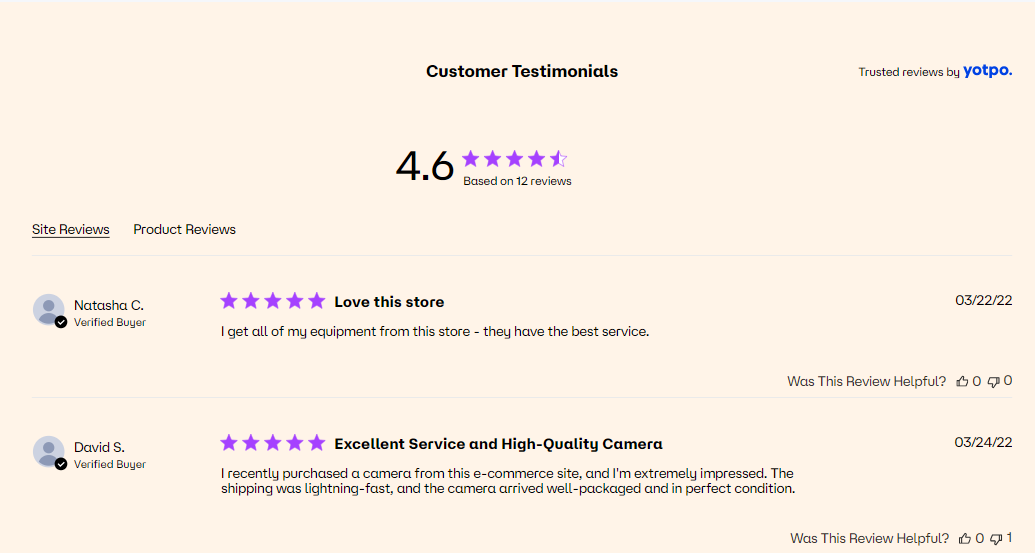 Customer Testimonials
Trusted reviews by yotpo.
4.6
Based on 12 reviews
Site Reviews
Product Reviews
Natasha C.
Verified Buyer
Love this store
03/22/22
I get all of my equipment from this store - they have the best service.
Was This Review Helpful? 0 0
David S.
Verified Buyer
Excellent Service and High-Quality Camera
03/24/22
I recently purchased a camera from this e-commerce site, and I'm extremely impressed. The
shipping was lightning-fast, and the camera arrived well-packaged and in perfect condition.
Was This Review Helpful? 0 1